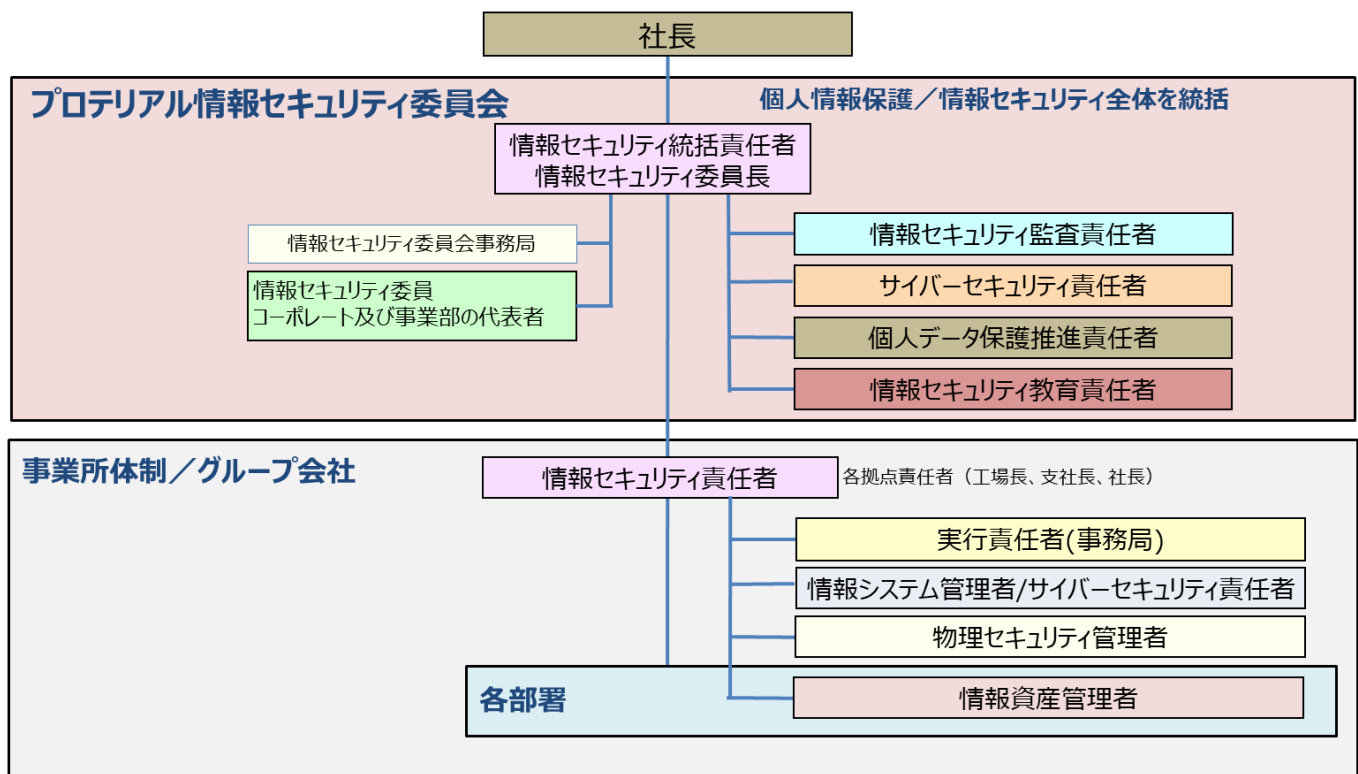 社長
プロテリアル情報セキュリティ委員会
個人情報保護／情報セキュリティ全体を統括
情報セキュリティ統括責任者
情報セキュリティ委員長
情報セキュリティ委員会事務局
情報セキュリティ委員
コーポレート及び事業部の代表者
情報セキュリティ監査責任者
サイバーセキュリティ責任者
個人データ保護推進責任者
情報セキュリティ教育責任者
事業所体制／グループ会社
情報セキュリティ責任者
各拠点責任者（工場長、支社長、社長）
実行責任者(事務局)
情報システム管理者/サイバーセキュリティ責任者
物理セキュリティ管理者
各部署
情報資産管理者